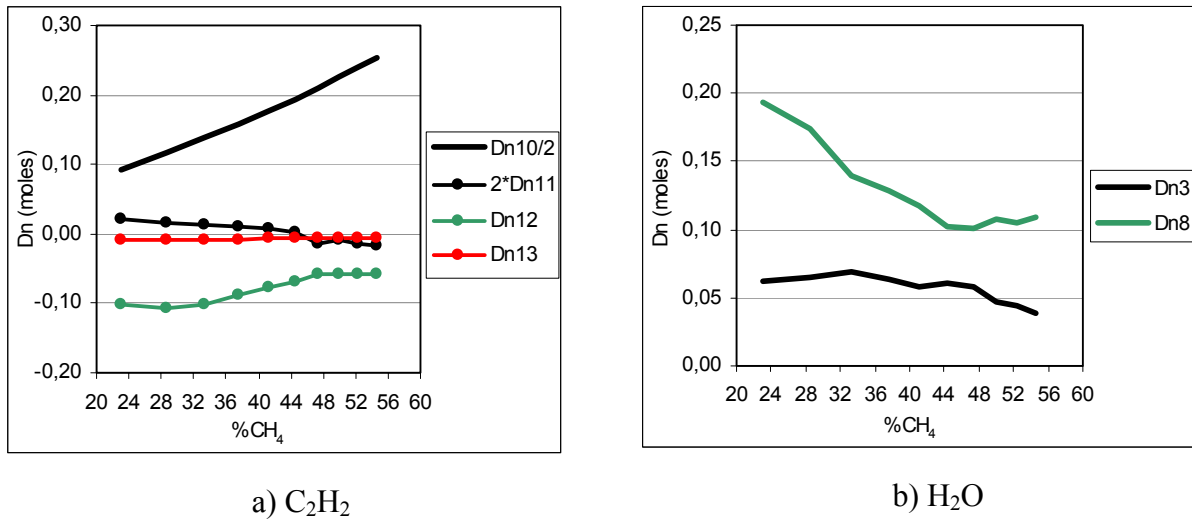 0,30
0,20
0,10
0,00
-0,10
-0,20
Dn (moles)
20 24 28 32 36 40 44 48 52 56 60
%CH₄
Dn10/2
2*Dn11
Dn12
Dn13
a) C₂H₂
0,25
0,20
0,15
0,10
0,05
0,00
Dn (moles)
20 24 28 32 36 40 44 48 52 56 60
%CH₄
Dn3
Dn8
b) H₂O